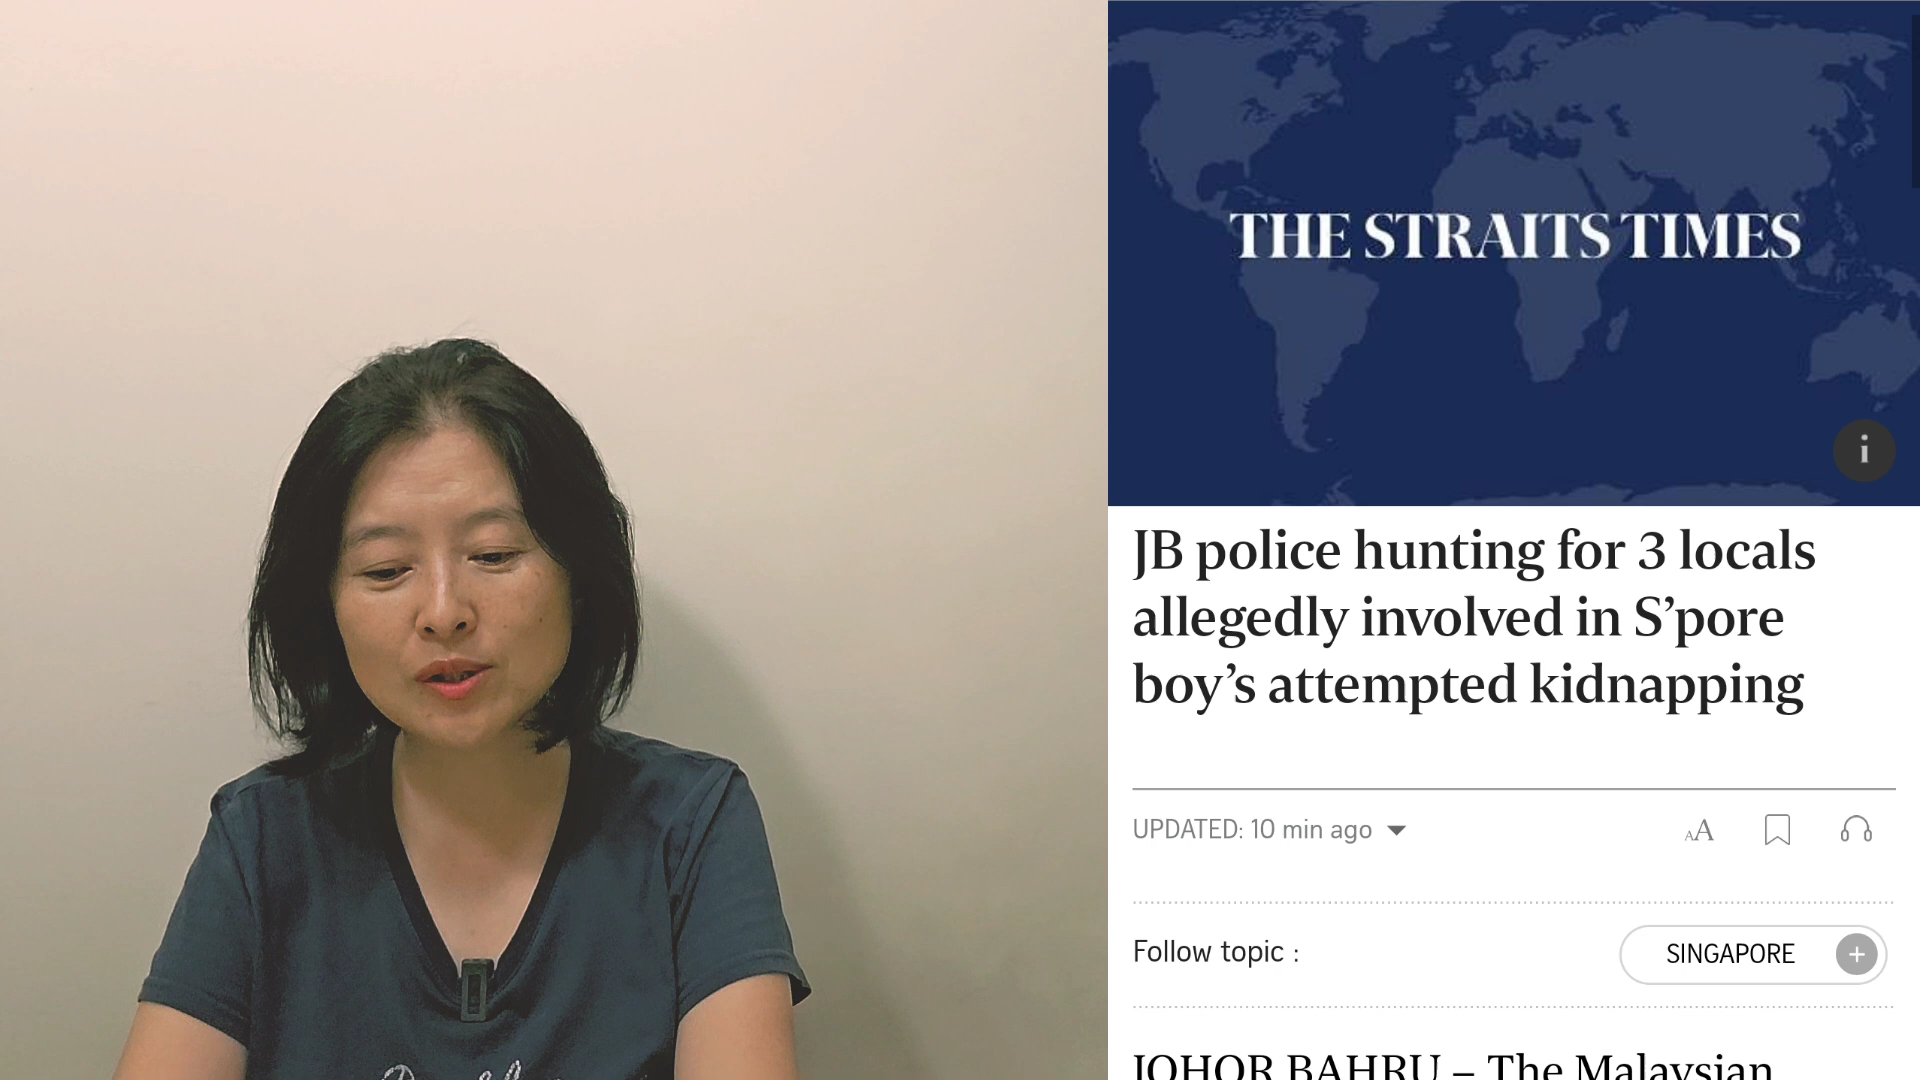 THE STRAITS TIMES
i
JB police hunting for 3 locals
allegedly involved in S'pore
boy's attempted kidnapping
UPDATED: 10 min ago
AA
Follow topic :
SINGAPORE +
JOHOR BAHRU – The Malaysian